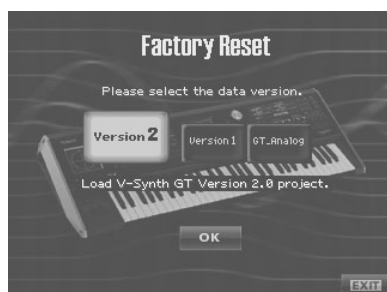 Factory Reset
Please select the data version.
Version 2
Version 1
GT_Analog
Load V-Synth GT Version 2.0 project.
OK
EXIT